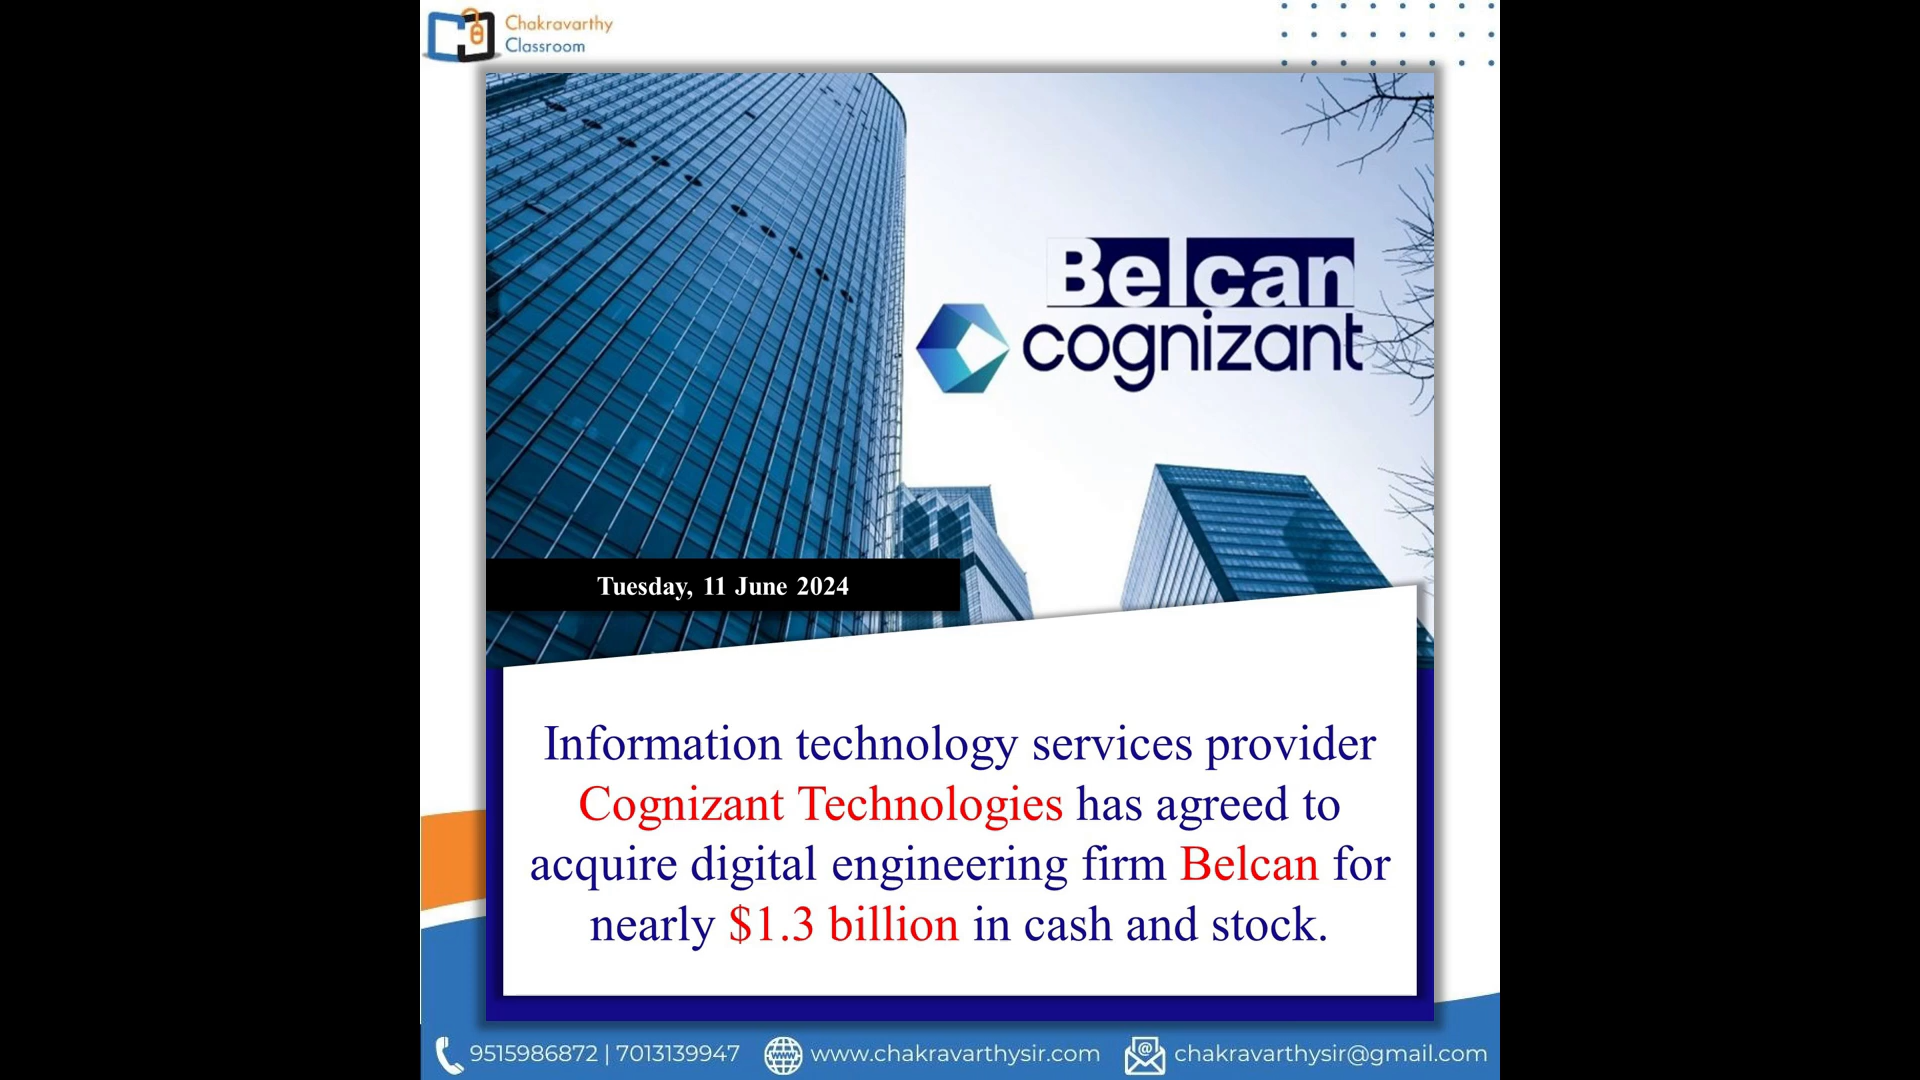 Chakravarthy
Classroom
Belcan
cognizant
Tuesday, 11 June 2024
Information technology services provider
Cognizant Technologies has agreed to
acquire digital engineering firm Belcan for
nearly $1.3 billion in cash and stock.
9515986872 | 7013139947 www.chakravarthysir.com chakravarthysir@gmail.com